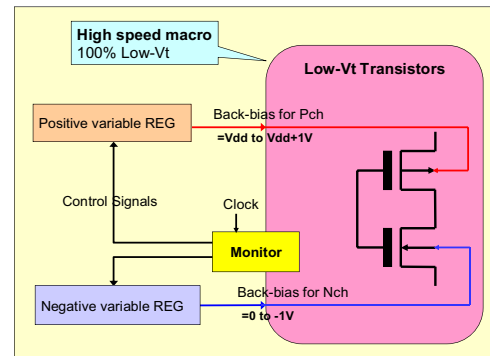 High speed macro
100% Low-Vt
Low-Vt Transistors
Back-bias for Pch
Positive variable REG
=Vdd to Vdd+1V
Control Signals
Clock
Monitor
Back-bias for Nch
Negative variable REG
=0 to -1V